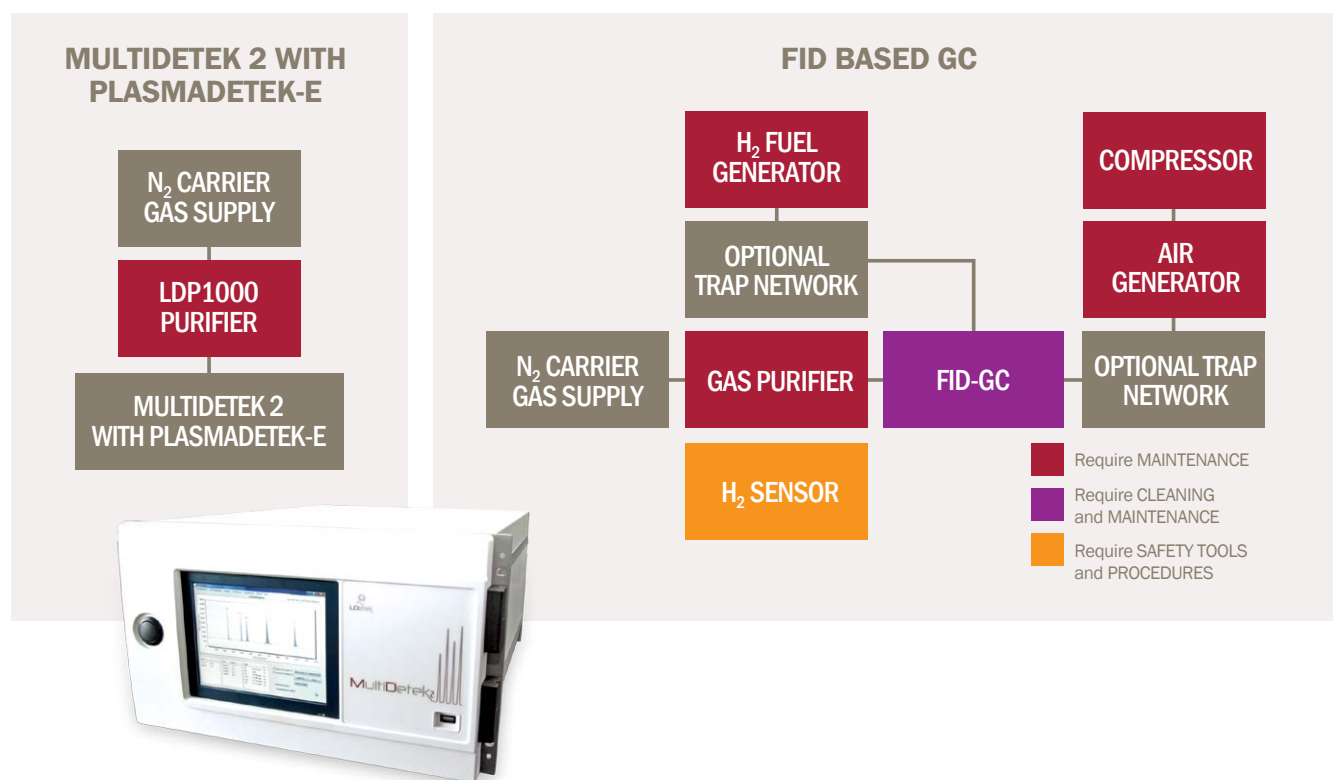 MULTIDETEK 2 WITH
PLASMADETEK-E
N₂ CARRIER
GAS SUPPLY
LDP1000
PURIFIER
MULTIDETEK 2
WITH PLASMADETEK-E
FID BASED GC
H₂ FUEL
GENERATOR
COMPRESSOR
OPTIONAL
TRAP NETWORK
AIR
GENERATOR
N₂ CARRIER
GAS SUPPLY
GAS PURIFIER
FID-GC
OPTIONAL TRAP
NETWORK
H₂ SENSOR
Require MAINTENANCE
Require CLEANING
and MAINTENANCE
Require SAFETY TOOLS
and PROCEDURES
MultiDetek2